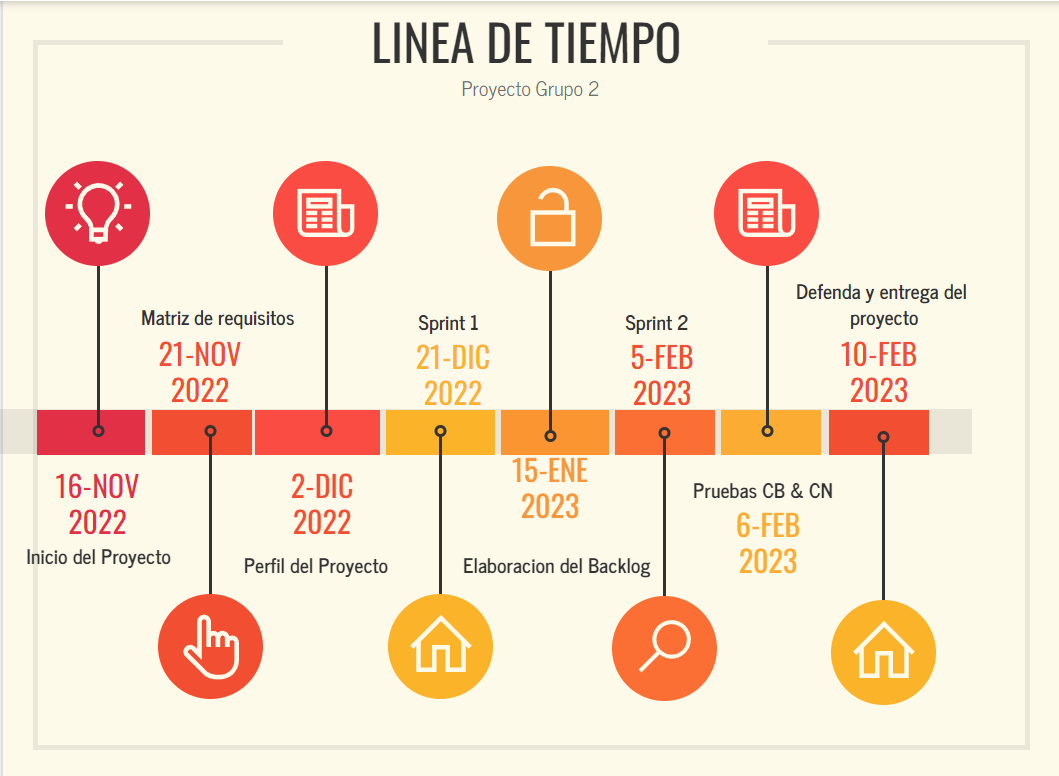 LINEA DE TIEMPO
Proyecto Grupo 2
16-NOV
2022
Inicio del Proyecto
Matriz de requisitos
21-NOV
2022
2-DIC
2022
Perfil del Proyecto
Sprint 1
21-DIC
2022
15-ENE
2023
Elaboracion del Backlog
Sprint 2
5-FEB
2023
Pruebas CB & CN
6-FEB
2023
Defenda y entrega del
proyecto
10-FEB
2023